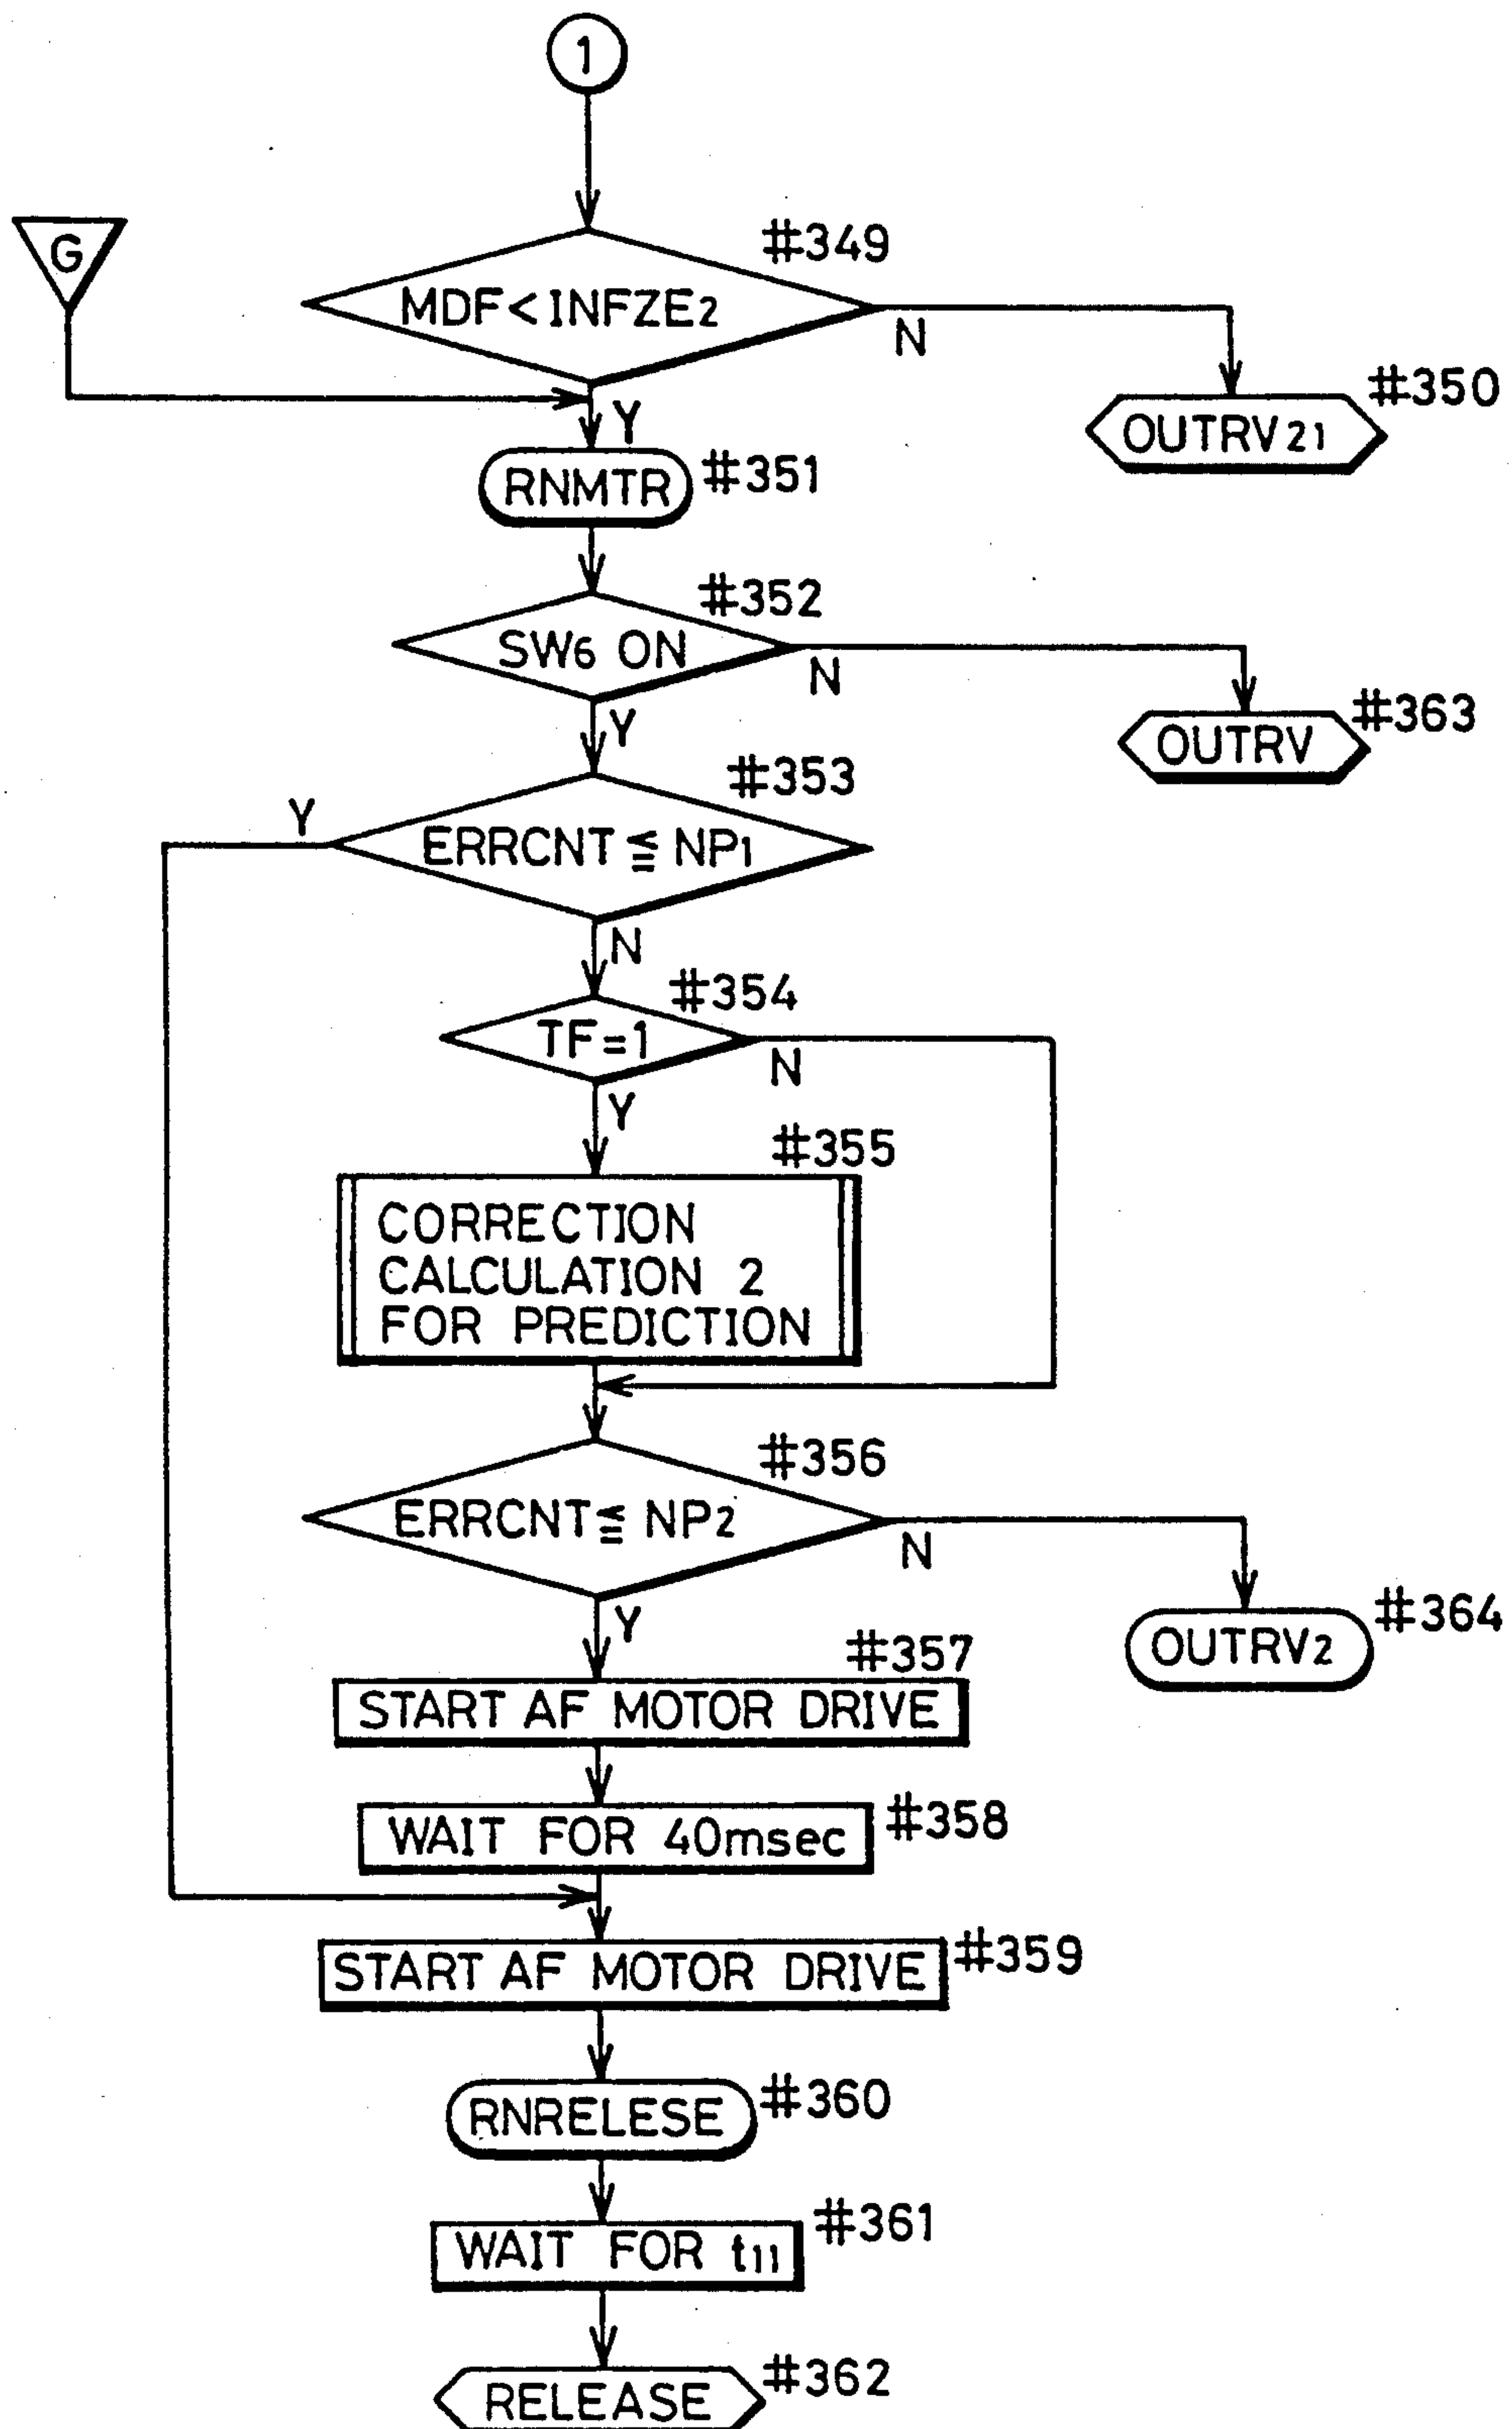 1
G
#349
MDF<INFZE2
N
#350
OUTRV21
Y
RNMTR
#351
#352
SW6 ON
N
#363
OUTRV
Y
#353
Y
ERRCNT≦NP1
N
#354
TF=1
N
Y
#355
CORRECTION
CALCULATION 2
FOR PREDICTION
#356
ERRCNT≦NP2
N
#364
OUTRV2
Y
#357
START AF MOTOR DRIVE
WAIT FOR 40msec
#358
START AF MOTOR DRIVE
#359
RNRELESE
#360
WAIT FOR t11
#361
RELEASE
#362